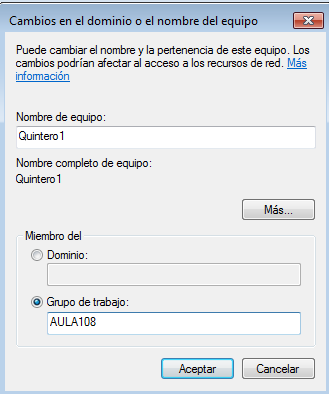 Cambios en el dominio o el nombre del equipo
Puede cambiar el nombre y la pertenencia de este equipo. Los
cambios podrían afectar al acceso a los recursos de red. Más
información
Nombre de equipo:
Quintero1
Nombre completo de equipo:
Quintero1
Más...
Miembro del
Dominio:
Grupo de trabajo:
AULA108
Aceptar
Cancelar